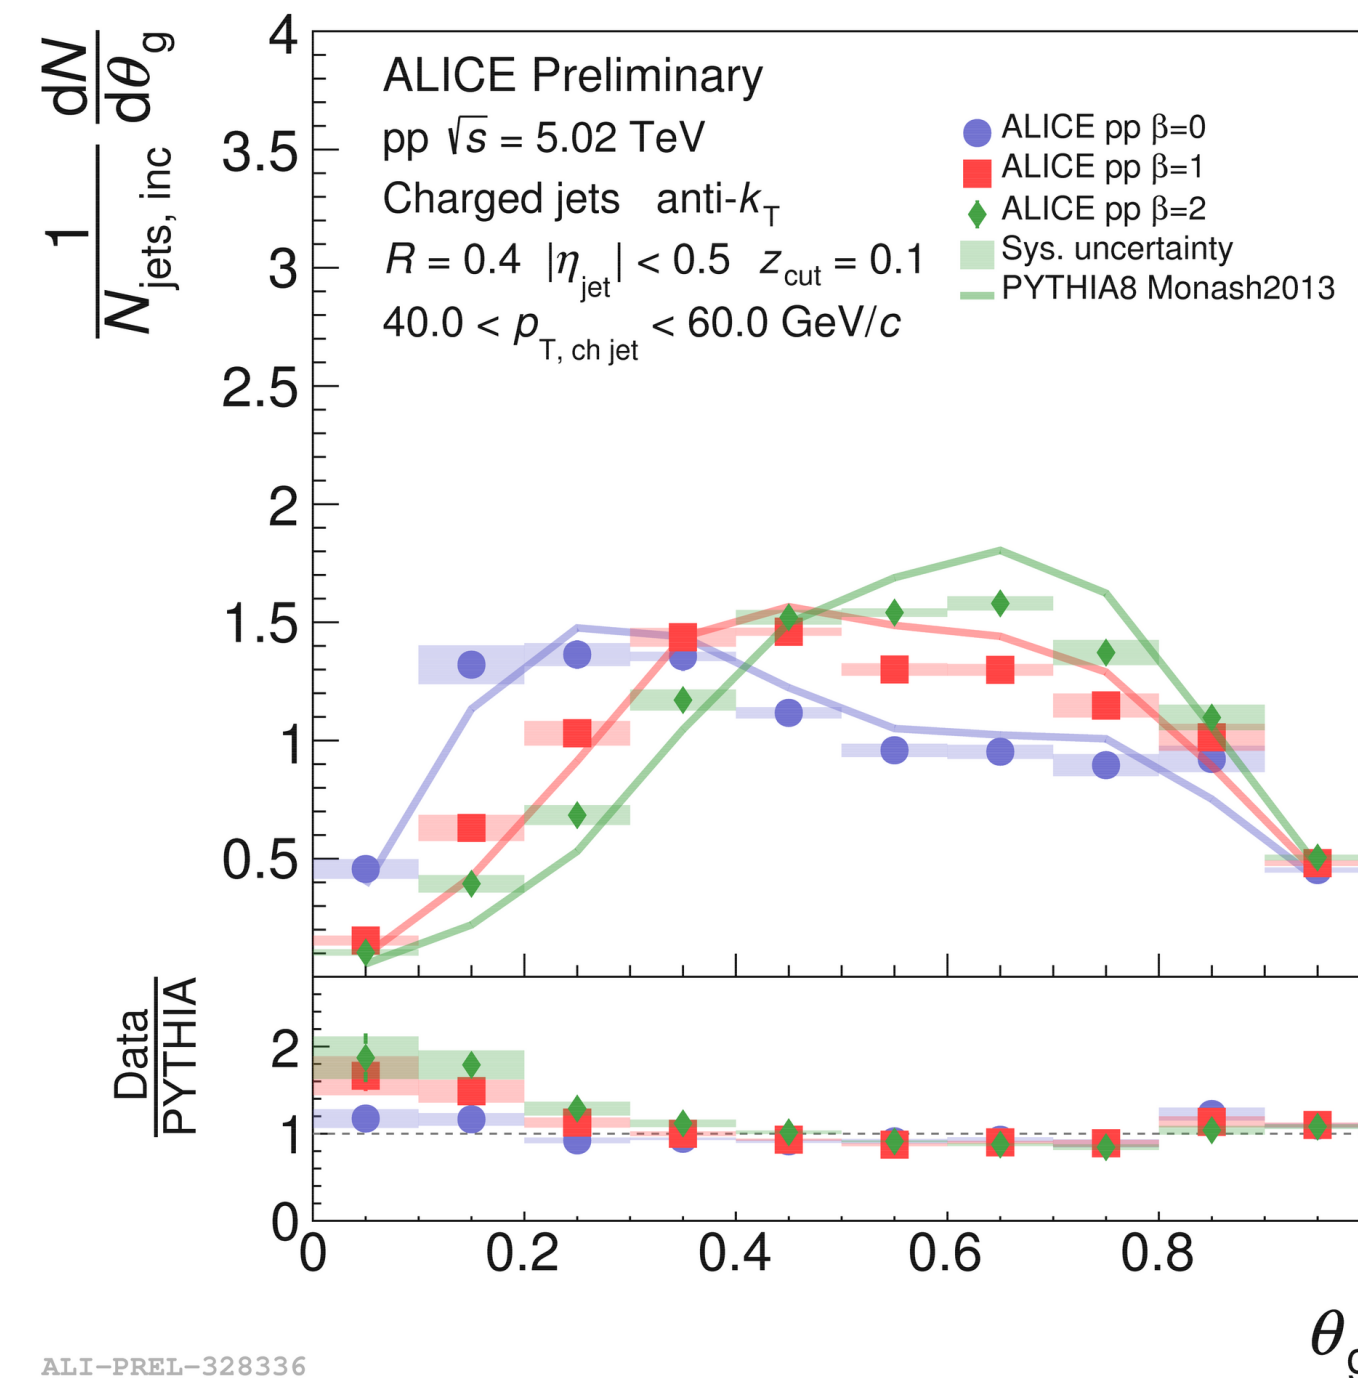 1 dN
N jets, inc dθg
4
3.5
3
2.5
2
1.5
1
0.5
ALICE Preliminary
pp √s = 5.02 TeV
Charged jets anti-kT
R = 0.4 |ηjet| < 0.5 zcut = 0.1
40.0 < pT, ch jet < 60.0 GeV/c
ALICE pp β=0
ALICE pp β=1
ALICE pp β=2
Sys. uncertainty
PYTHIA8 Monash2013
Data
PYTHIA
2
1
0
0 0.2 0.4 0.6 0.8
θg
ALI-PREL-328336